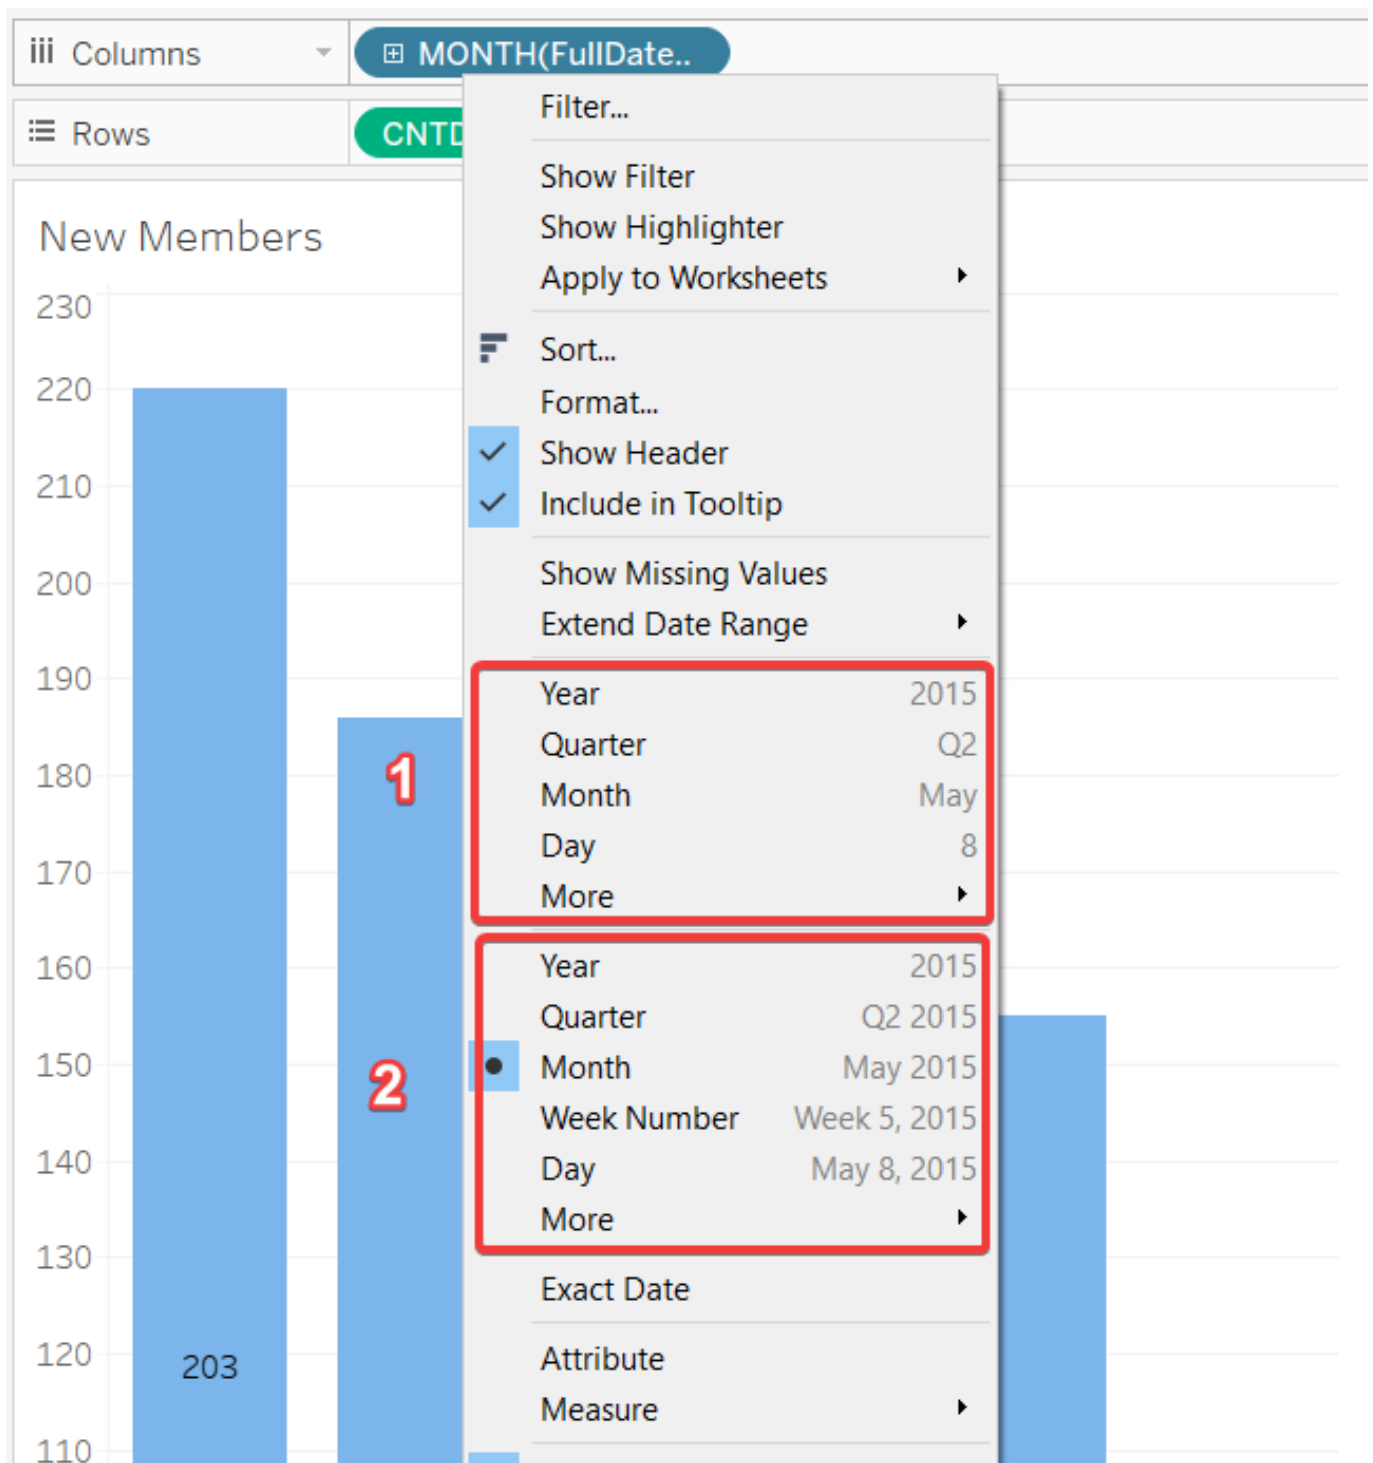 Columns
MONTH(FullDate..
Rows
CNTD
New Members
230
220
210
200
190
180
170
160
150
140
130
120
110
203
1
2
Filter...
Show Filter
Show Highlighter
Apply to Worksheets
Sort...
Format...
Show Header
Include in Tooltip
Show Missing Values
Extend Date Range
Year 2015
Quarter Q2
Month May
Day 8
More
Year 2015
Quarter Q2 2015
Month May 2015
Week Number Week 5, 2015
Day May 8, 2015
More
Exact Date
Attribute
Measure